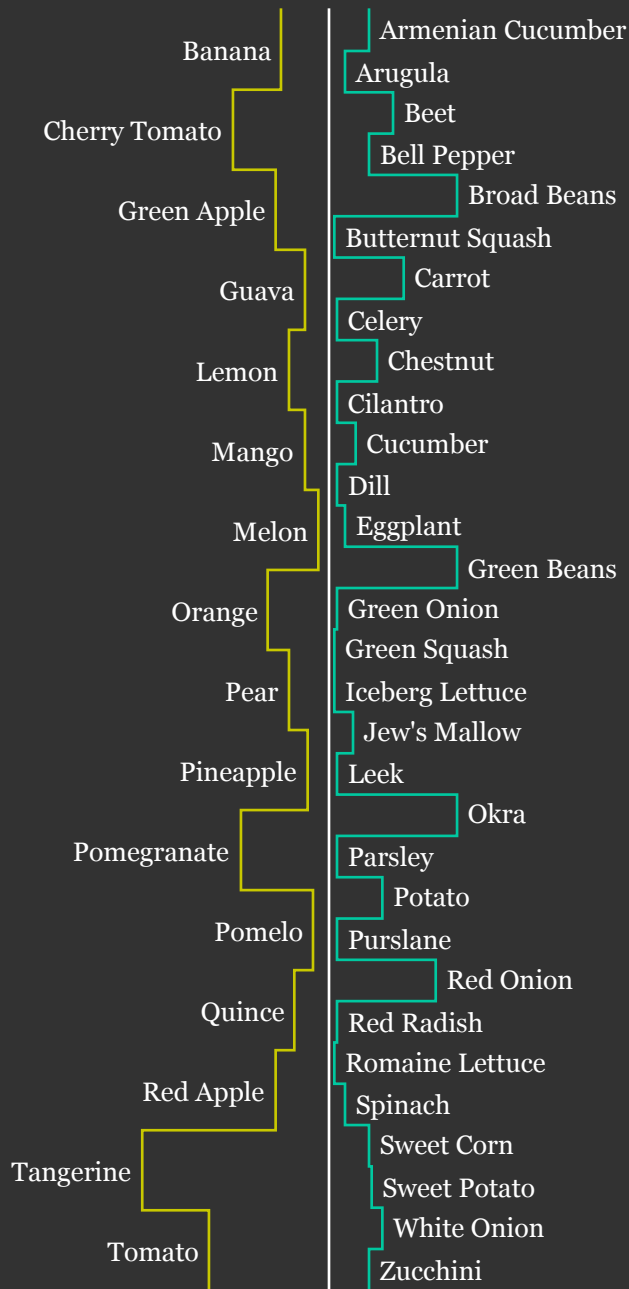 Banana
Cherry Tomato
Green Apple
Guava
Lemon
Mango
Melon
Orange
Pear
Pineapple
Pomegranate
Pomelo
Quince
Red Apple
Tangerine
Tomato
Armenian Cucumber
Arugula
Beet
Bell Pepper
Broad Beans
Butternut Squash
Carrot
Celery
Chestnut
Cilantro
Cucumber
Dill
Eggplant
Green Beans
Green Onion
Green Squash
Iceberg Lettuce
Jew's Mallow
Leek
Okra
Parsley
Potato
Purslane
Red Onion
Red Radish
Romaine Lettuce
Spinach
Sweet Corn
Sweet Potato
White Onion
Zucchini